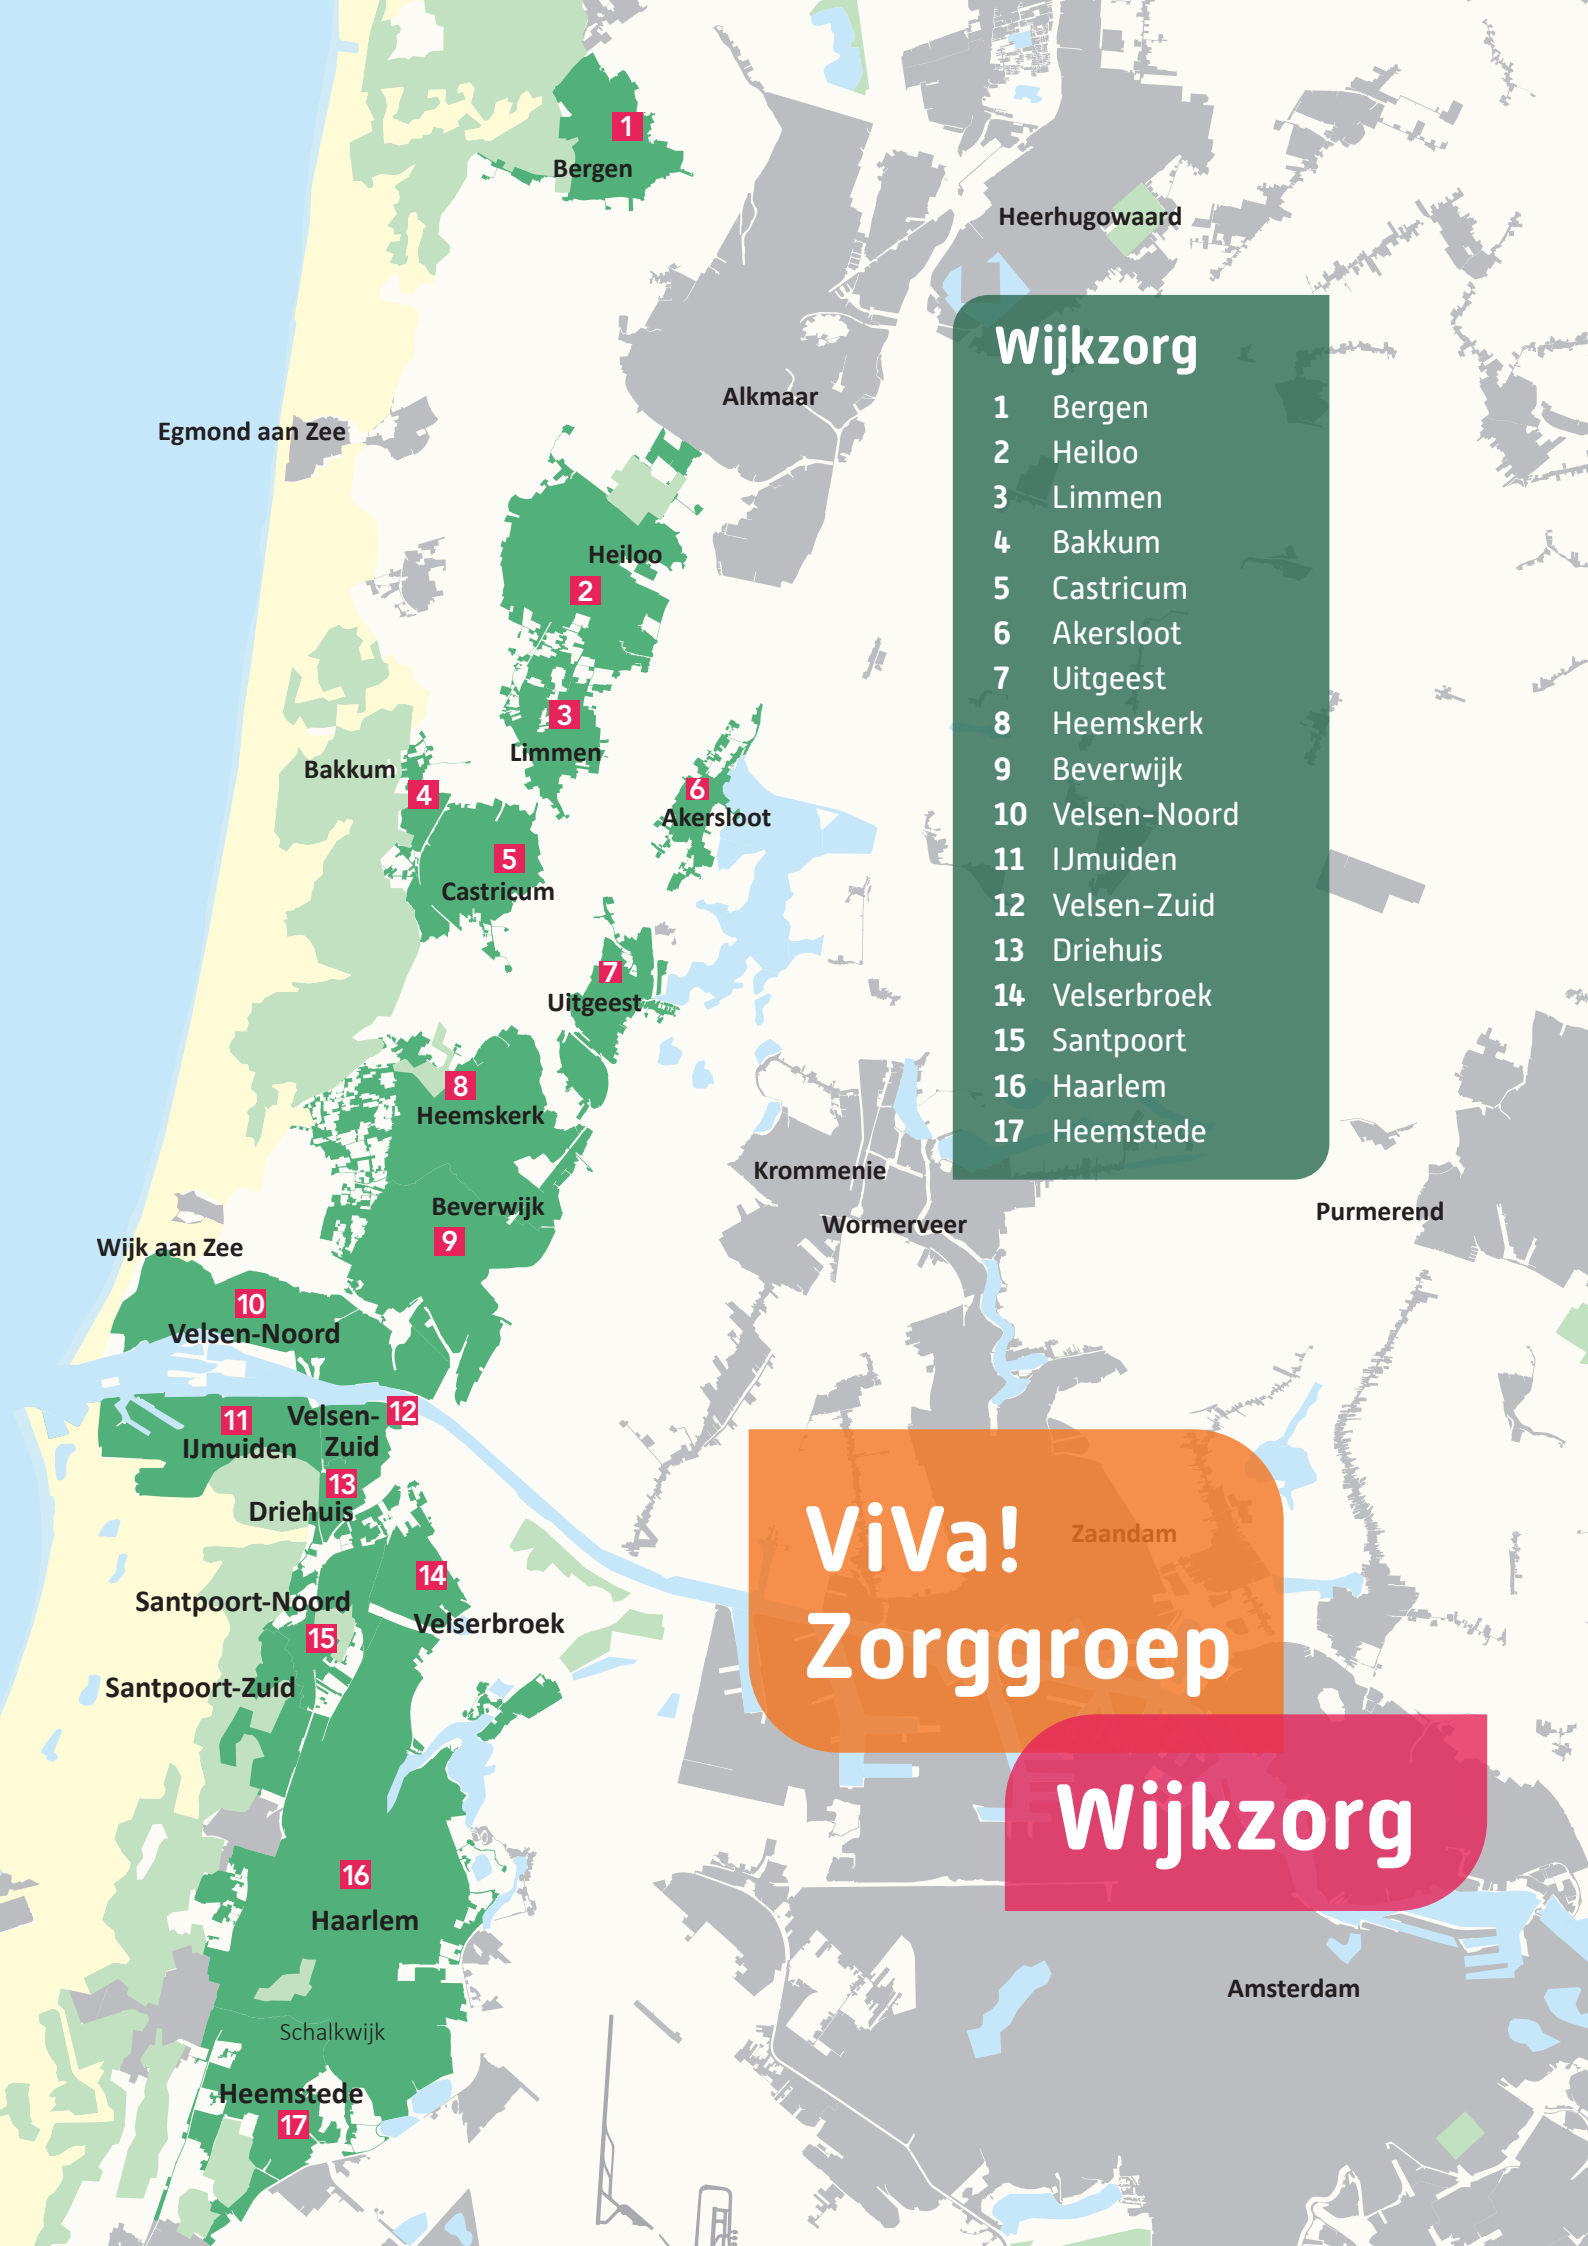 1
Bergen
Heerhugowaard
Wijkzorg
1 Bergen
2 Heiloo
3 Limmen
4 Bakkum
5 Castricum
6 Akersloot
7 Uitgeest
8 Heemskerk
9 Beverwijk
10 Velsen-Noord
11 IJmuiden
12 Velsen-Zuid
13 Driehuis
14 Velserbroek
15 Santpoort
16 Haarlem
17 Heemstede
Alkmaar
Egmond aan Zee
Heiloo
2
3
Limmen
Bakkum
4
6
Akersloot
5
Castricum
7
Uitgeest
8
Heemskerk
Krommenie
Beverwijk
Wormerveer
Purmerend
9
Wijk aan Zee
10
Velsen-Noord
12
11
Velsen-
Zuid
IJmuiden
13
Driehuis
ViVa!
Zorggroep
Zaandam
14
Santpoort-Noord
Velserbroek
15
Santpoort-Zuid
Wijkzorg
16
Haarlem
Amsterdam
Schalkwijk
Heemstede
17